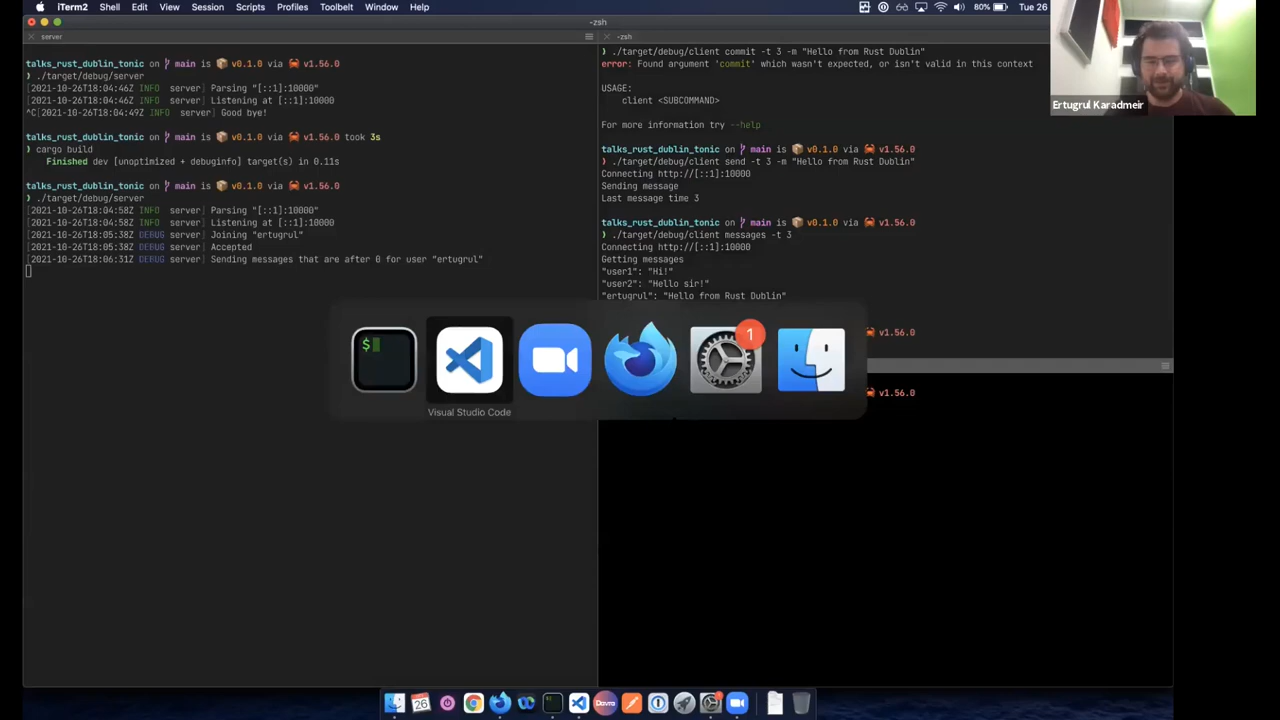 iTerm2 Shell Edit View Session Scripts Profiles Toolbelt Window Help 80% Tue 26
-zsh
server
talks_rust_dublin_tonic on main is v0.1.0 via v1.56.0
❯ ./target/debug/server
[2021-10-26T18:04:46Z INFO server] Parsing "[::1]:10000"
[2021-10-26T18:04:46Z INFO server] Listening at [::1]:10000
^C[2021-10-26T18:04:49Z INFO server] Good bye!
talks_rust_dublin_tonic on main is v0.1.0 via v1.56.0 took 3s
❯ cargo build
Finished dev [unoptimized + debuginfo] target(s) in 0.11s
talks_rust_dublin_tonic on main is v0.1.0 via v1.56.0
❯ ./target/debug/server
[2021-10-26T18:04:58Z INFO server] Parsing "[::1]:10000"
[2021-10-26T18:04:58Z INFO server] Listening at [::1]:10000
[2021-10-26T18:05:38Z DEBUG server] Joining "ertugrul"
[2021-10-26T18:05:38Z DEBUG server] Accepted
[2021-10-26T18:06:31Z DEBUG server] Sending messages that are after 0 for user "ertugrul"
-zsh
❯ ./target/debug/client commit -t 3 -m "Hello from Rust Dublin"
error: Found argument 'commit' which wasn't expected, or isn't valid in this context
USAGE:
client <SUBCOMMAND>
For more information try --help
talks_rust_dublin_tonic on main is v0.1.0 via v1.56.0
❯ ./target/debug/client send -t 3 -m "Hello from Rust Dublin"
Connecting http://[::1]:10000
Sending message
Last message time 3
talks_rust_dublin_tonic on main is v0.1.0 via v1.56.0
❯ ./target/debug/client messages -t 3
Connecting http://[::1]:10000
Getting messages
"user1": "Hi!"
"user2": "Hello sir!"
"ertugrul": "Hello from Rust Dublin"
v1.56.0
v1.56.0
Ertugrul Karadmeir
$
1
Visual Studio Code
26
Davra